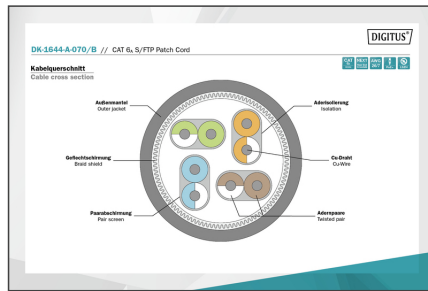 DIGITUS®
DK-1644-A-070/B // CAT 6A S/FTP Patch Cord
Kabelquerschnitt
Cable cross section
Außenmantel
Outer jacket
Aderisolierung
Isolation
Geflechtschirmung
Braid shield
Cu-Draht
Cu-Wire
Paarabschirmung
Pair screen
Adernpaare
Twisted pair